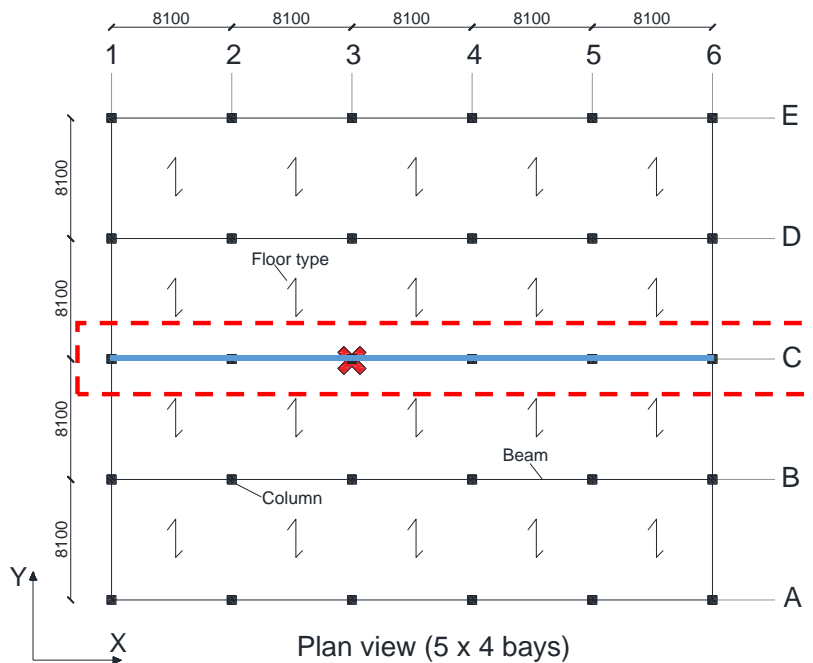 8100 8100 8100 8100 8100
1 2 3 4 5 6
E
8100
D
Floor type
8100
C
8100
Beam
B
Column
8100
A
Y
X
Plan view (5 x 4 bays)